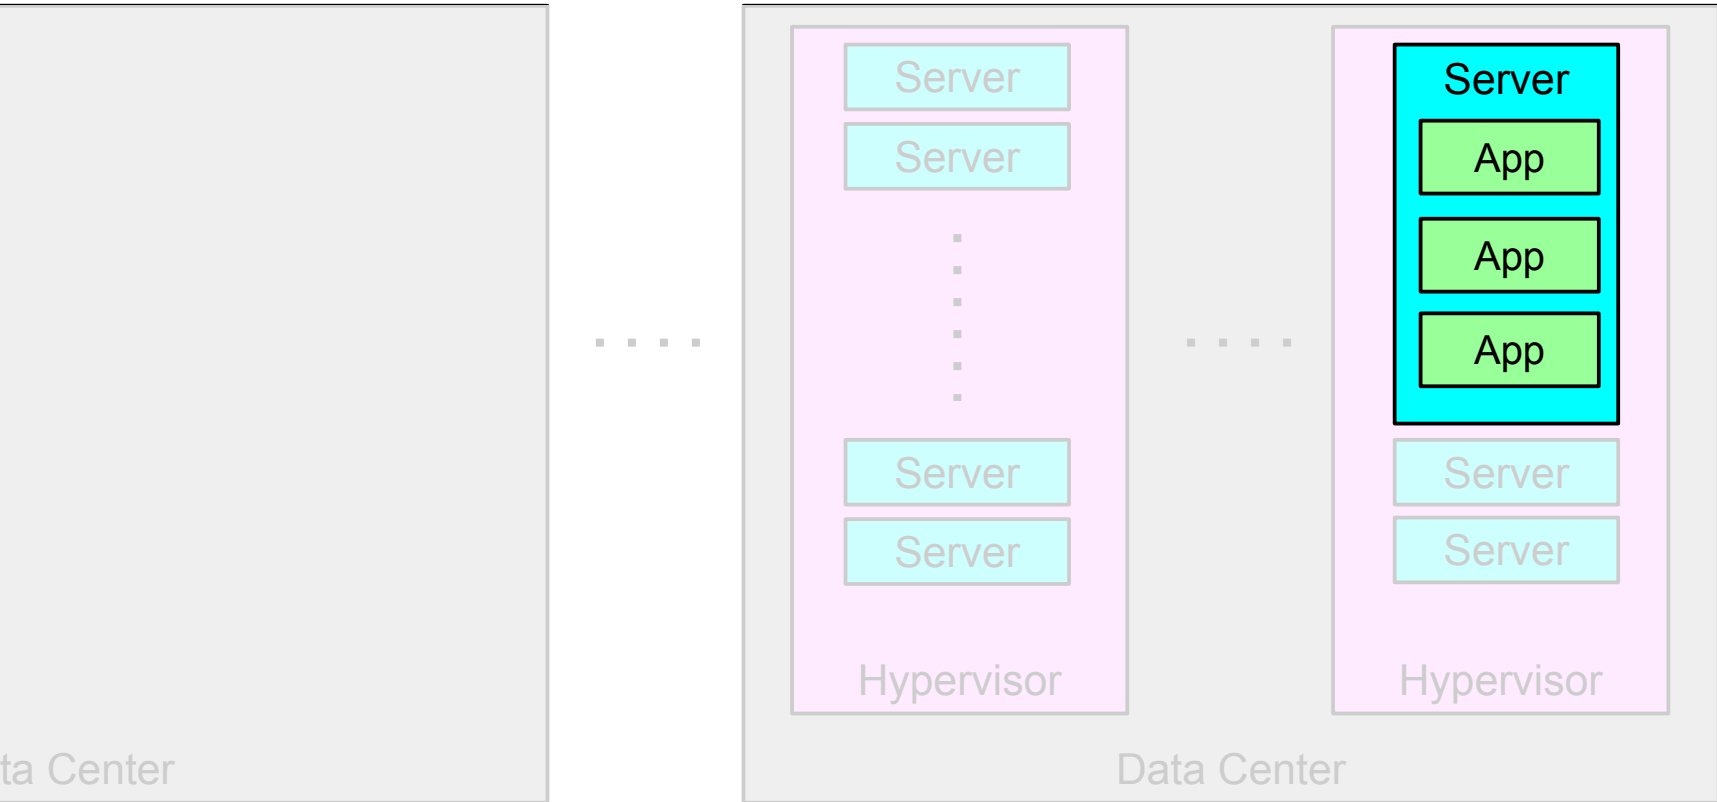 Server
Server
Server
Server
Hypervisor
Server
App
App
App
Server
Server
Hypervisor
ta Center
Data Center